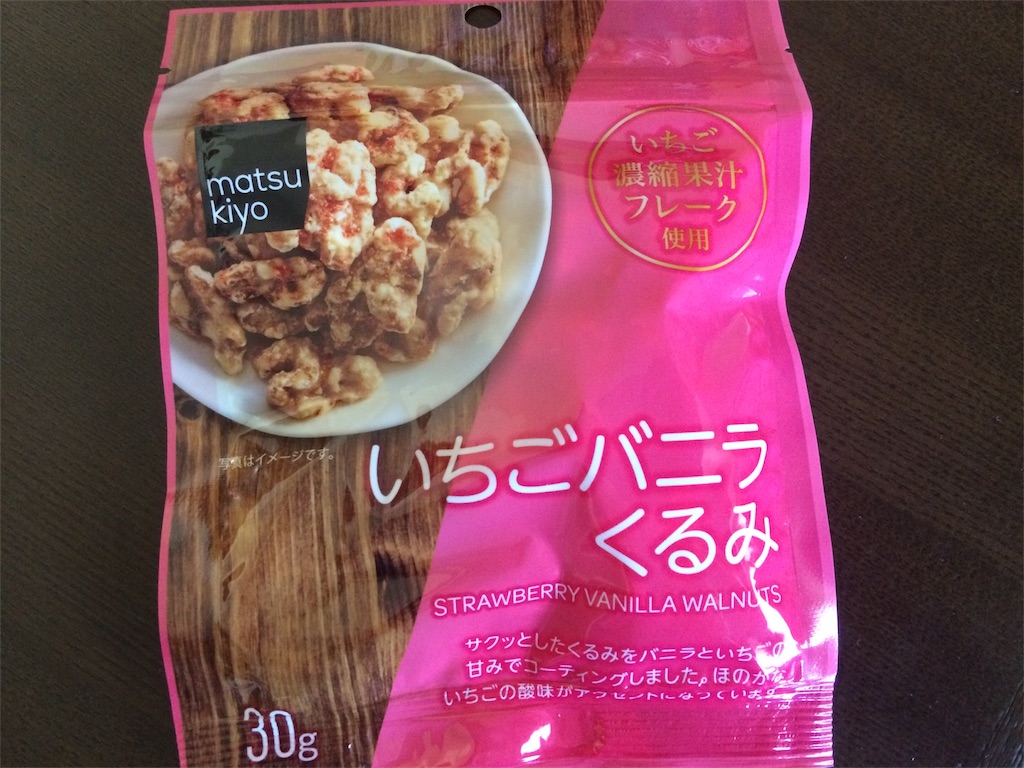 matsu
kiyo
いちご
濃縮果汁
フレーク
使用
写真はイメージです。
いちごバニラ
くるみ
STRAWBERRY VANILLA WALNUTS
サクッとしたくるみをバニラといちごの
甘みでコーティングしました。ほのかな
いちごの酸味がアクセントになっています。
30g